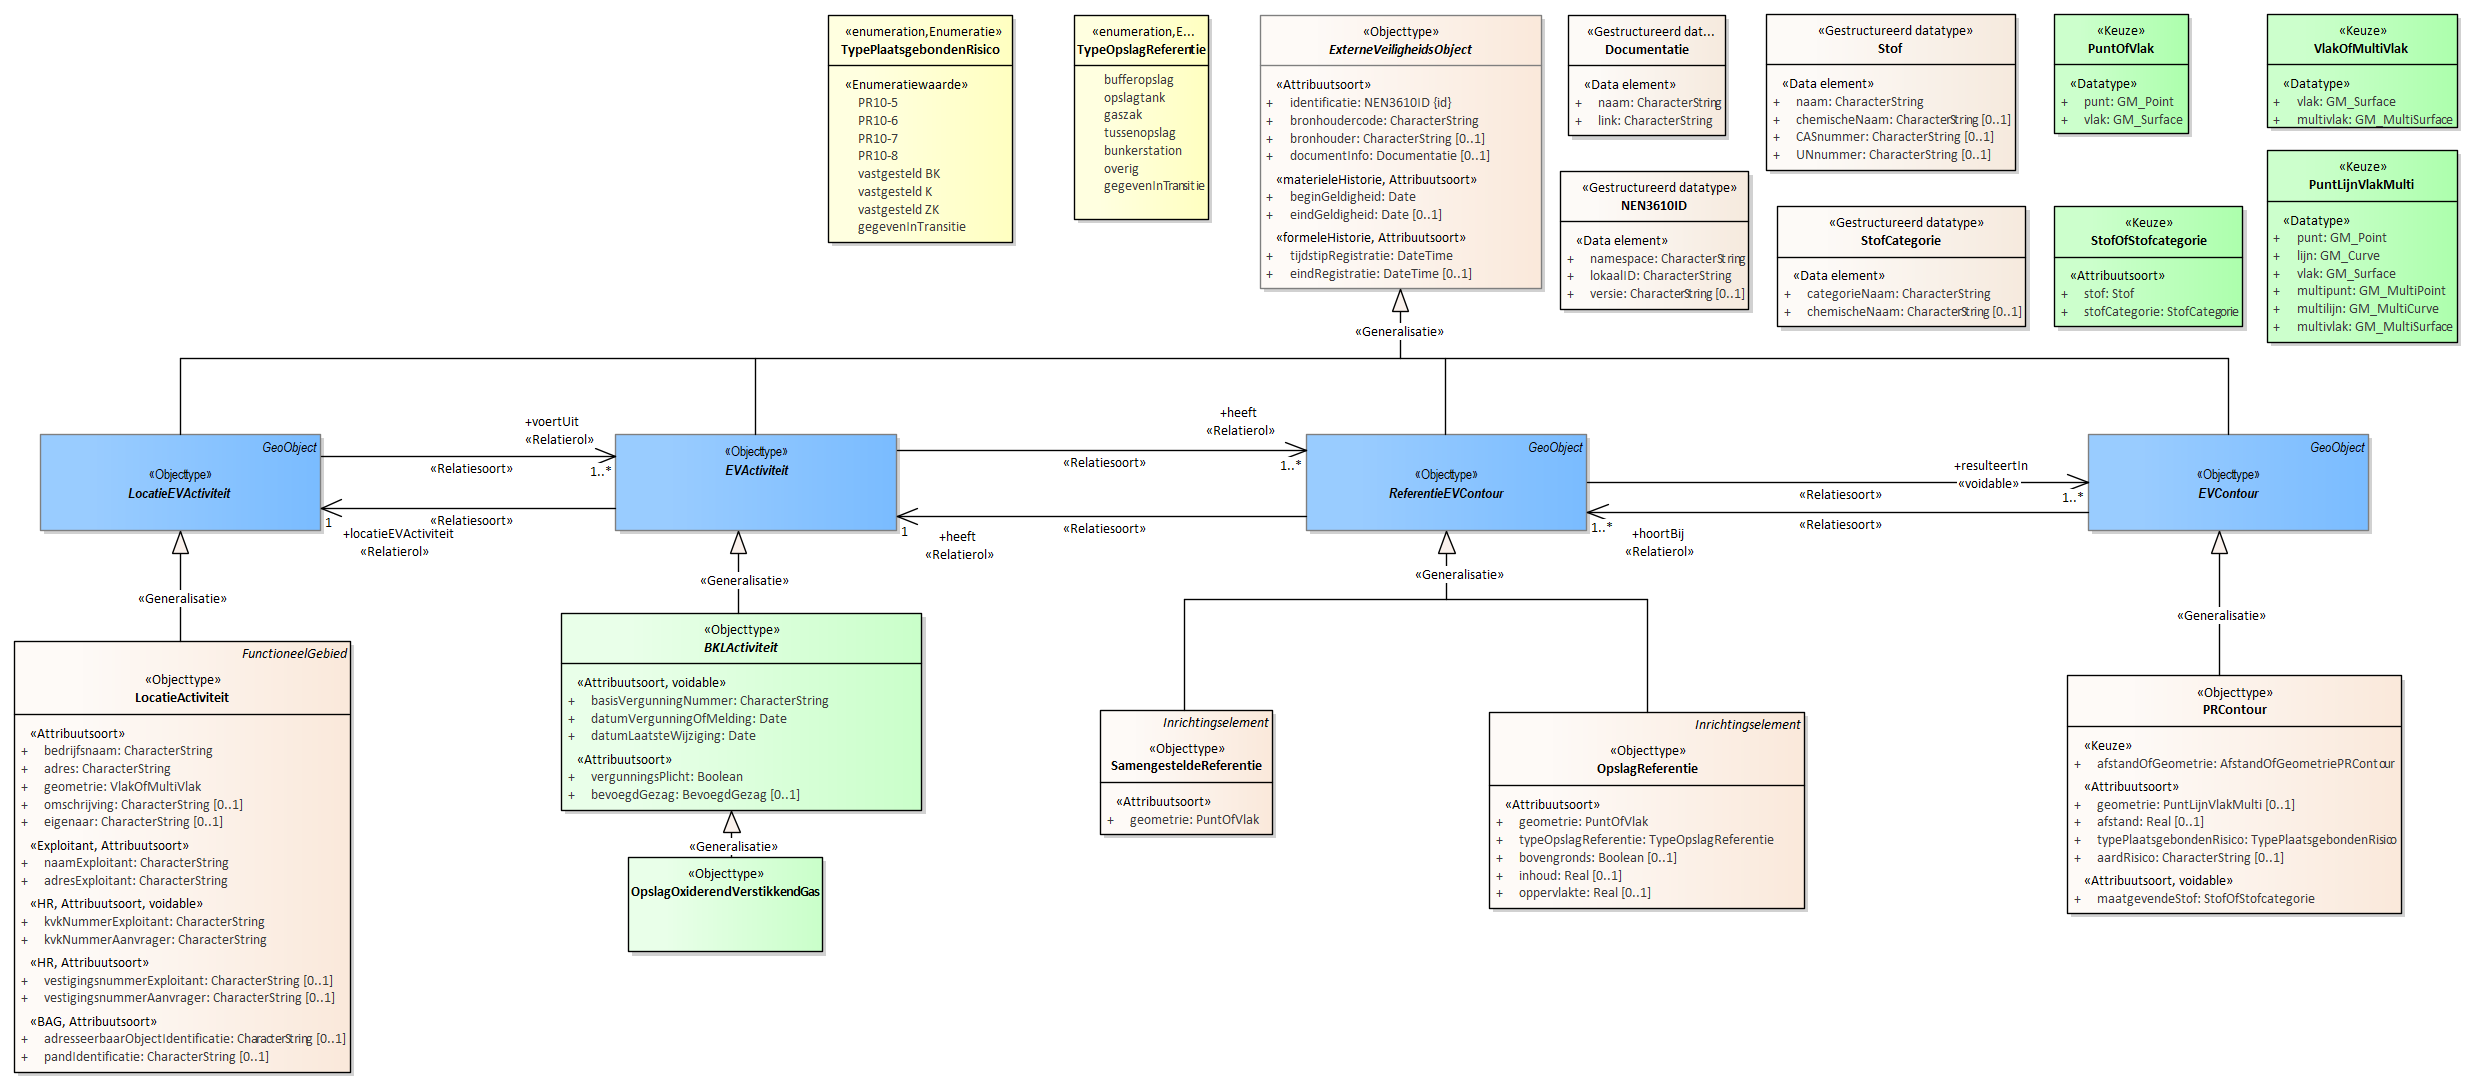 «enumeration,Enumeratie»
TypePlaatsgebondenRisico
«Enumeratiewaarde»
PR10-5
PR10-6
PR10-7
PR10-8
vastgesteld BK
vastgesteld K
vastgesteld ZK
gegevenInTransitie
«enumeration,E...
TypeOpslagReferentie
bufferopslag
opslagtank
gaszak
tussenopslag
bunkerstation
overig
gegevenInTransitie
«Objecttype»
ExterneVeiligheidsObject
«Attribuutsoort»
+ identificatie: NEN3610ID {id}
+ bronhoudercode: CharacterString
+ bronhouder: CharacterString [0..1]
+ documentInfo: Documentatie [0..1]
«materieleHistorie, Attribuutsoort»
+ beginGeldigheid: Date
+ eindGeldigheid: Date [0..1]
«formeleHistorie, Attribuutsoort»
+ tijdstipRegistratie: DateTime
+ eindRegistratie: DateTime [0..1]
«Gestructureerd dat...
Documentatie
«Data element»
+ naam: CharacterString
+ link: CharacterString
«Gestructureerd datatype»
NEN3610ID
«Data element»
+ namespace: CharacterString
+ lokaalID: CharacterString
+ versie: CharacterString [0..1]
«Gestructureerd datatype»
Stof
«Data element»
+ naam: CharacterString
+ chemischeNaam: CharacterString [0..1]
+ CASnummer: CharacterString [0..1]
+ UNnummer: CharacterString [0..1]
«Gestructureerd datatype»
StofCategorie
«Data element»
+ categorieNaam: CharacterString
+ chemischeNaam: CharacterString [0..1]
«Keuze»
PuntOfVlak
«Datatype»
+ punt: GM_Point
+ vlak: GM_Surface
«Keuze»
StofOfStofcategorie
«Attribuutsoort»
+ stof: Stof
+ stofCategorie: StofCategorie
«Keuze»
VlakOfMultiVlak
«Datatype»
+ vlak: GM_Surface
+ multivlak: GM_MultiSurface
«Keuze»
PuntLijnVlakMulti
«Datatype»
+ punt: GM_Point
+ lijn: GM_Curve
+ vlak: GM_Surface
+ multipunt: GM_MultiPoint
+ multilijn: GM_MultiCurve
+ multivlak: GM_MultiSurface
«Generalisatie»
GeoObject
«Objecttype»
LocatieEVActiviteit
+voertUit
«Relatierol»
«Relatiesoort»
1..*
«Relatiesoort»
1
+locatieEVActiviteit
«Relatierol»
«Objecttype»
EVActiviteit
+heeft
«Relatierol»
«Relatiesoort»
1..*
«Relatiesoort»
1
+heeft
«Relatierol»
GeoObject
«Objecttype»
ReferentieEVContour
+resulteertIn
«voidable»
«Relatiesoort»
1..*
«Relatiesoort»
1..*
+hoortBij
«Relatierol»
GeoObject
«Objecttype»
EVContour
«Generalisatie»
«Generalisatie»
«Generalisatie»
«Generalisatie»
FunctioneelGebied
«Objecttype»
LocatieActiviteit
«Attribuutsoort»
+ bedrijfsnaam: CharacterString
+ adres: CharacterString
+ geometrie: VlakOfMultiVlak
+ omschrijving: CharacterString [0..1]
+ eigenaar: CharacterString [0..1]
«Exploitant, Attribuutsoort»
+ naamExploitant: CharacterString
+ adresExploitant: CharacterString
«HR, Attribuutsoort, voidable»
+ kvkNummerExploitant: CharacterString
+ kvkNummerAanvrager: CharacterString
«HR, Attribuutsoort»
+ vestigingsnummerExploitant: CharacterString [0..1]
+ vestigingsnummerAanvrager: CharacterString [0..1]
«BAG, Attribuutsoort»
+ adresseerbaarObjectIdentificatie: CharacterString [0..1]
+ pandIdentificatie: CharacterString [0..1]
«Objecttype»
BKLActiviteit
«Attribuutsoort, voidable»
+ basisVergunningNummer: CharacterString
+ datumVergunningOfMelding: Date
+ datumLaatsteWijziging: Date
«Attribuutsoort»
+ vergunningsPlicht: Boolean
+ bevoegdGezag: BevoegdGezag [0..1]
«Generalisatie»
«Objecttype»
OpslagOxiderendVerstikkendGas
Inrichtingselement
«Objecttype»
SamengesteldeReferentie
«Attribuutsoort»
+ geometrie: PuntOfVlak
Inrichtingselement
«Objecttype»
OpslagReferentie
«Attribuutsoort»
+ geometrie: PuntOfVlak
+ typeOpslagReferentie: TypeOpslagReferentie
+ bovengronds: Boolean [0..1]
+ inhoud: Real [0..1]
+ oppervlakte: Real [0..1]
«Objecttype»
PRContour
«Keuze»
+ afstandOfGeometrie: AfstandOfGeometriePRContour
«Attribuutsoort»
+ geometrie: PuntLijnVlakMulti [0..1]
+ afstand: Real [0..1]
+ typePlaatsgebondenRisico: TypePlaatsgebondenRisico
+ aardRisico: CharacterString [0..1]
«Attribuutsoort, voidable»
+ maatgevendeStof: StofOfStofcategorie